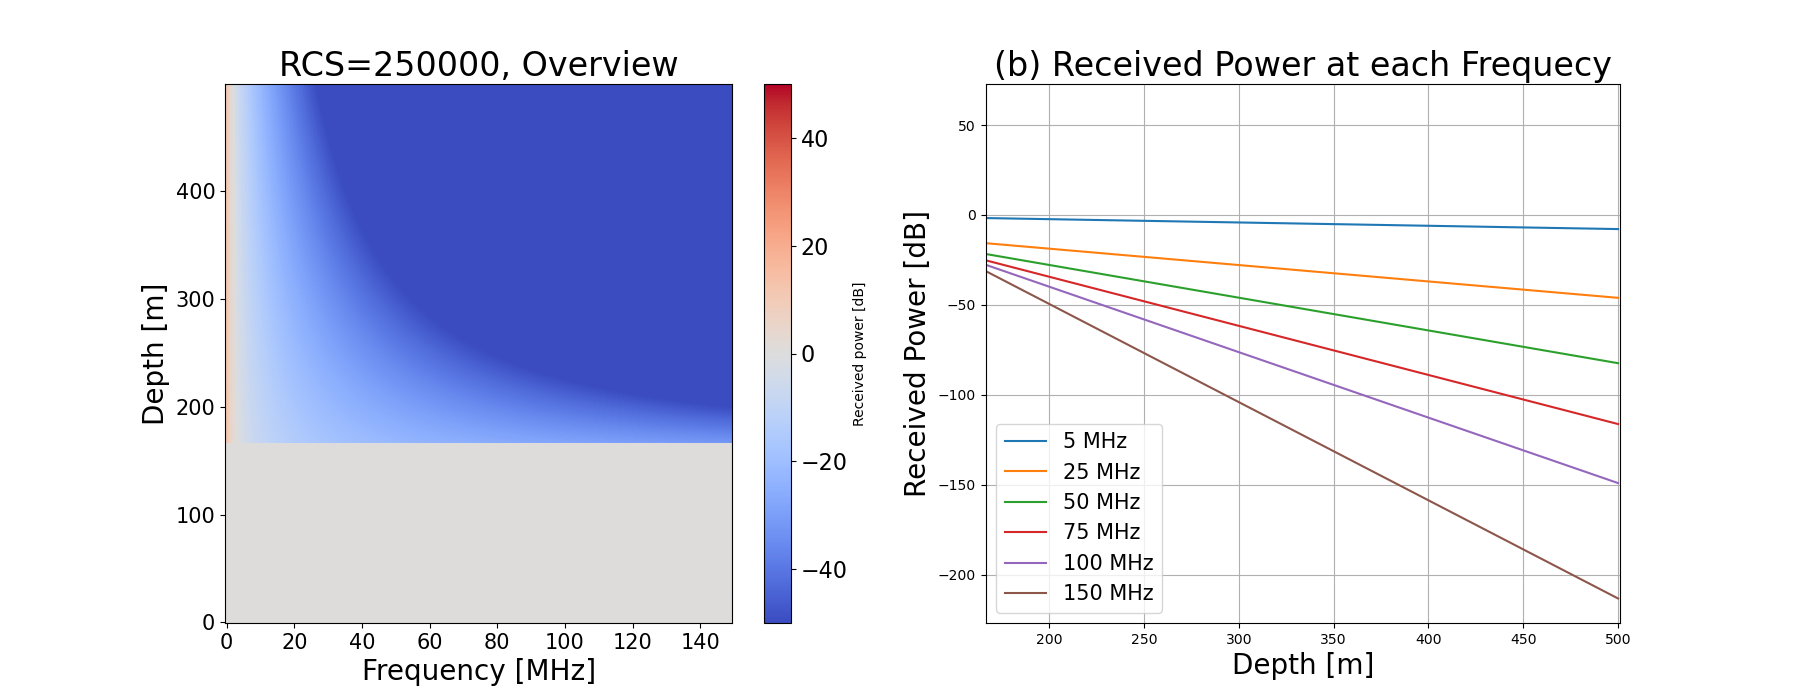 RCS=250000, Overview
Depth [m]
400
300
200
100
0
0 20 40 60 80 100 120 140
Frequency [MHz]
40
20
0
−20
−40
Received power [dB]
(b) Received Power at each Frequecy
Received Power [dB]
50
0
−50
−100
−150
−200
5 MHz
25 MHz
50 MHz
75 MHz
100 MHz
150 MHz
200 250 300 350 400 450 500
Depth [m]